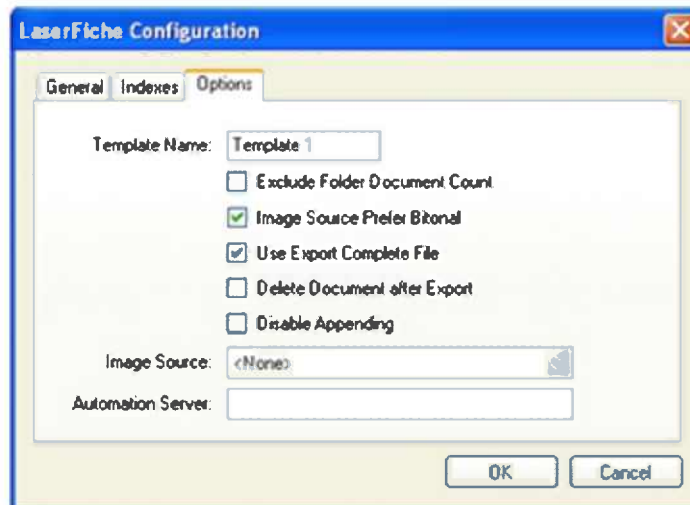 LaserFiche Configuration
General Indexes Options
Template Name: Template 1
Exclude Folder Document Count
Image Source Prefer Bitonal
Use Export Complete File
Delete Document after Export
Disable Appending
Image Source: <None>
Automation Server:
OK Cancel